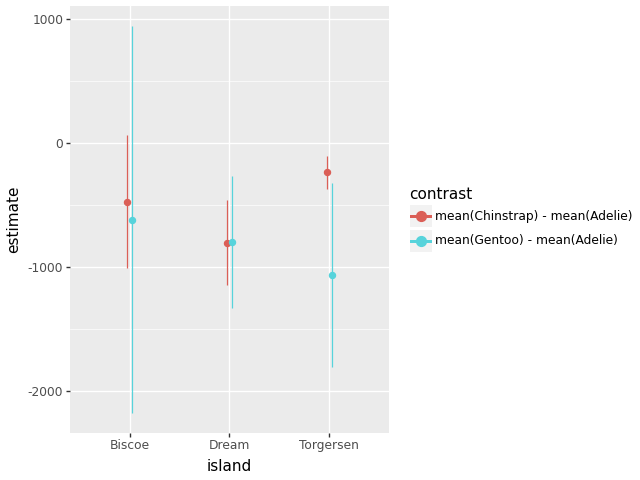 1000
0
-1000
-2000
estimate
Biscoe
Dream
Torgersen
island
contrast
mean(Chinstrap) - mean(Adelie)
mean(Gentoo) - mean(Adelie)